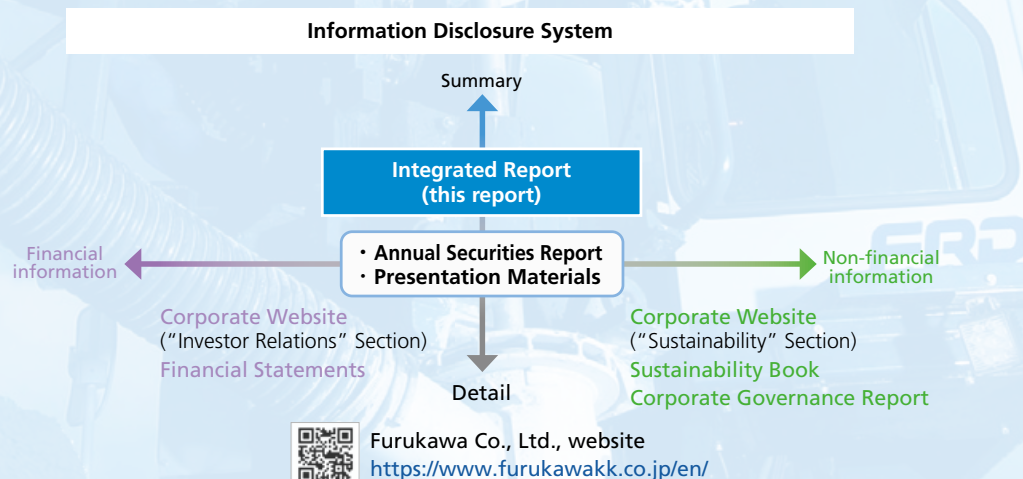 Information Disclosure System
Summary
Integrated Report
(this report)
・Annual Securities Report
・Presentation Materials
Financial
information
Non-financial
information
Corporate Website
(“Investor Relations” Section)
Financial Statements
Corporate Website
(“Sustainability” Section)
Sustainability Book
Corporate Governance Report
Detail
Furukawa Co., Ltd., website
https://www.furukawakk.co.jp/en/